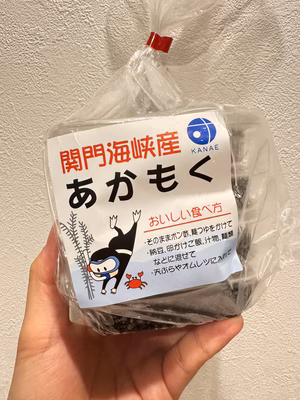 関門海峡産
KANAE
あかもく
おいしい食べ方
・そのままポン酢、麺つゆをかけて
・納豆、卵かけご飯、汁物、麺類
などに混ぜて
・天ぷらやオムレツに入れて